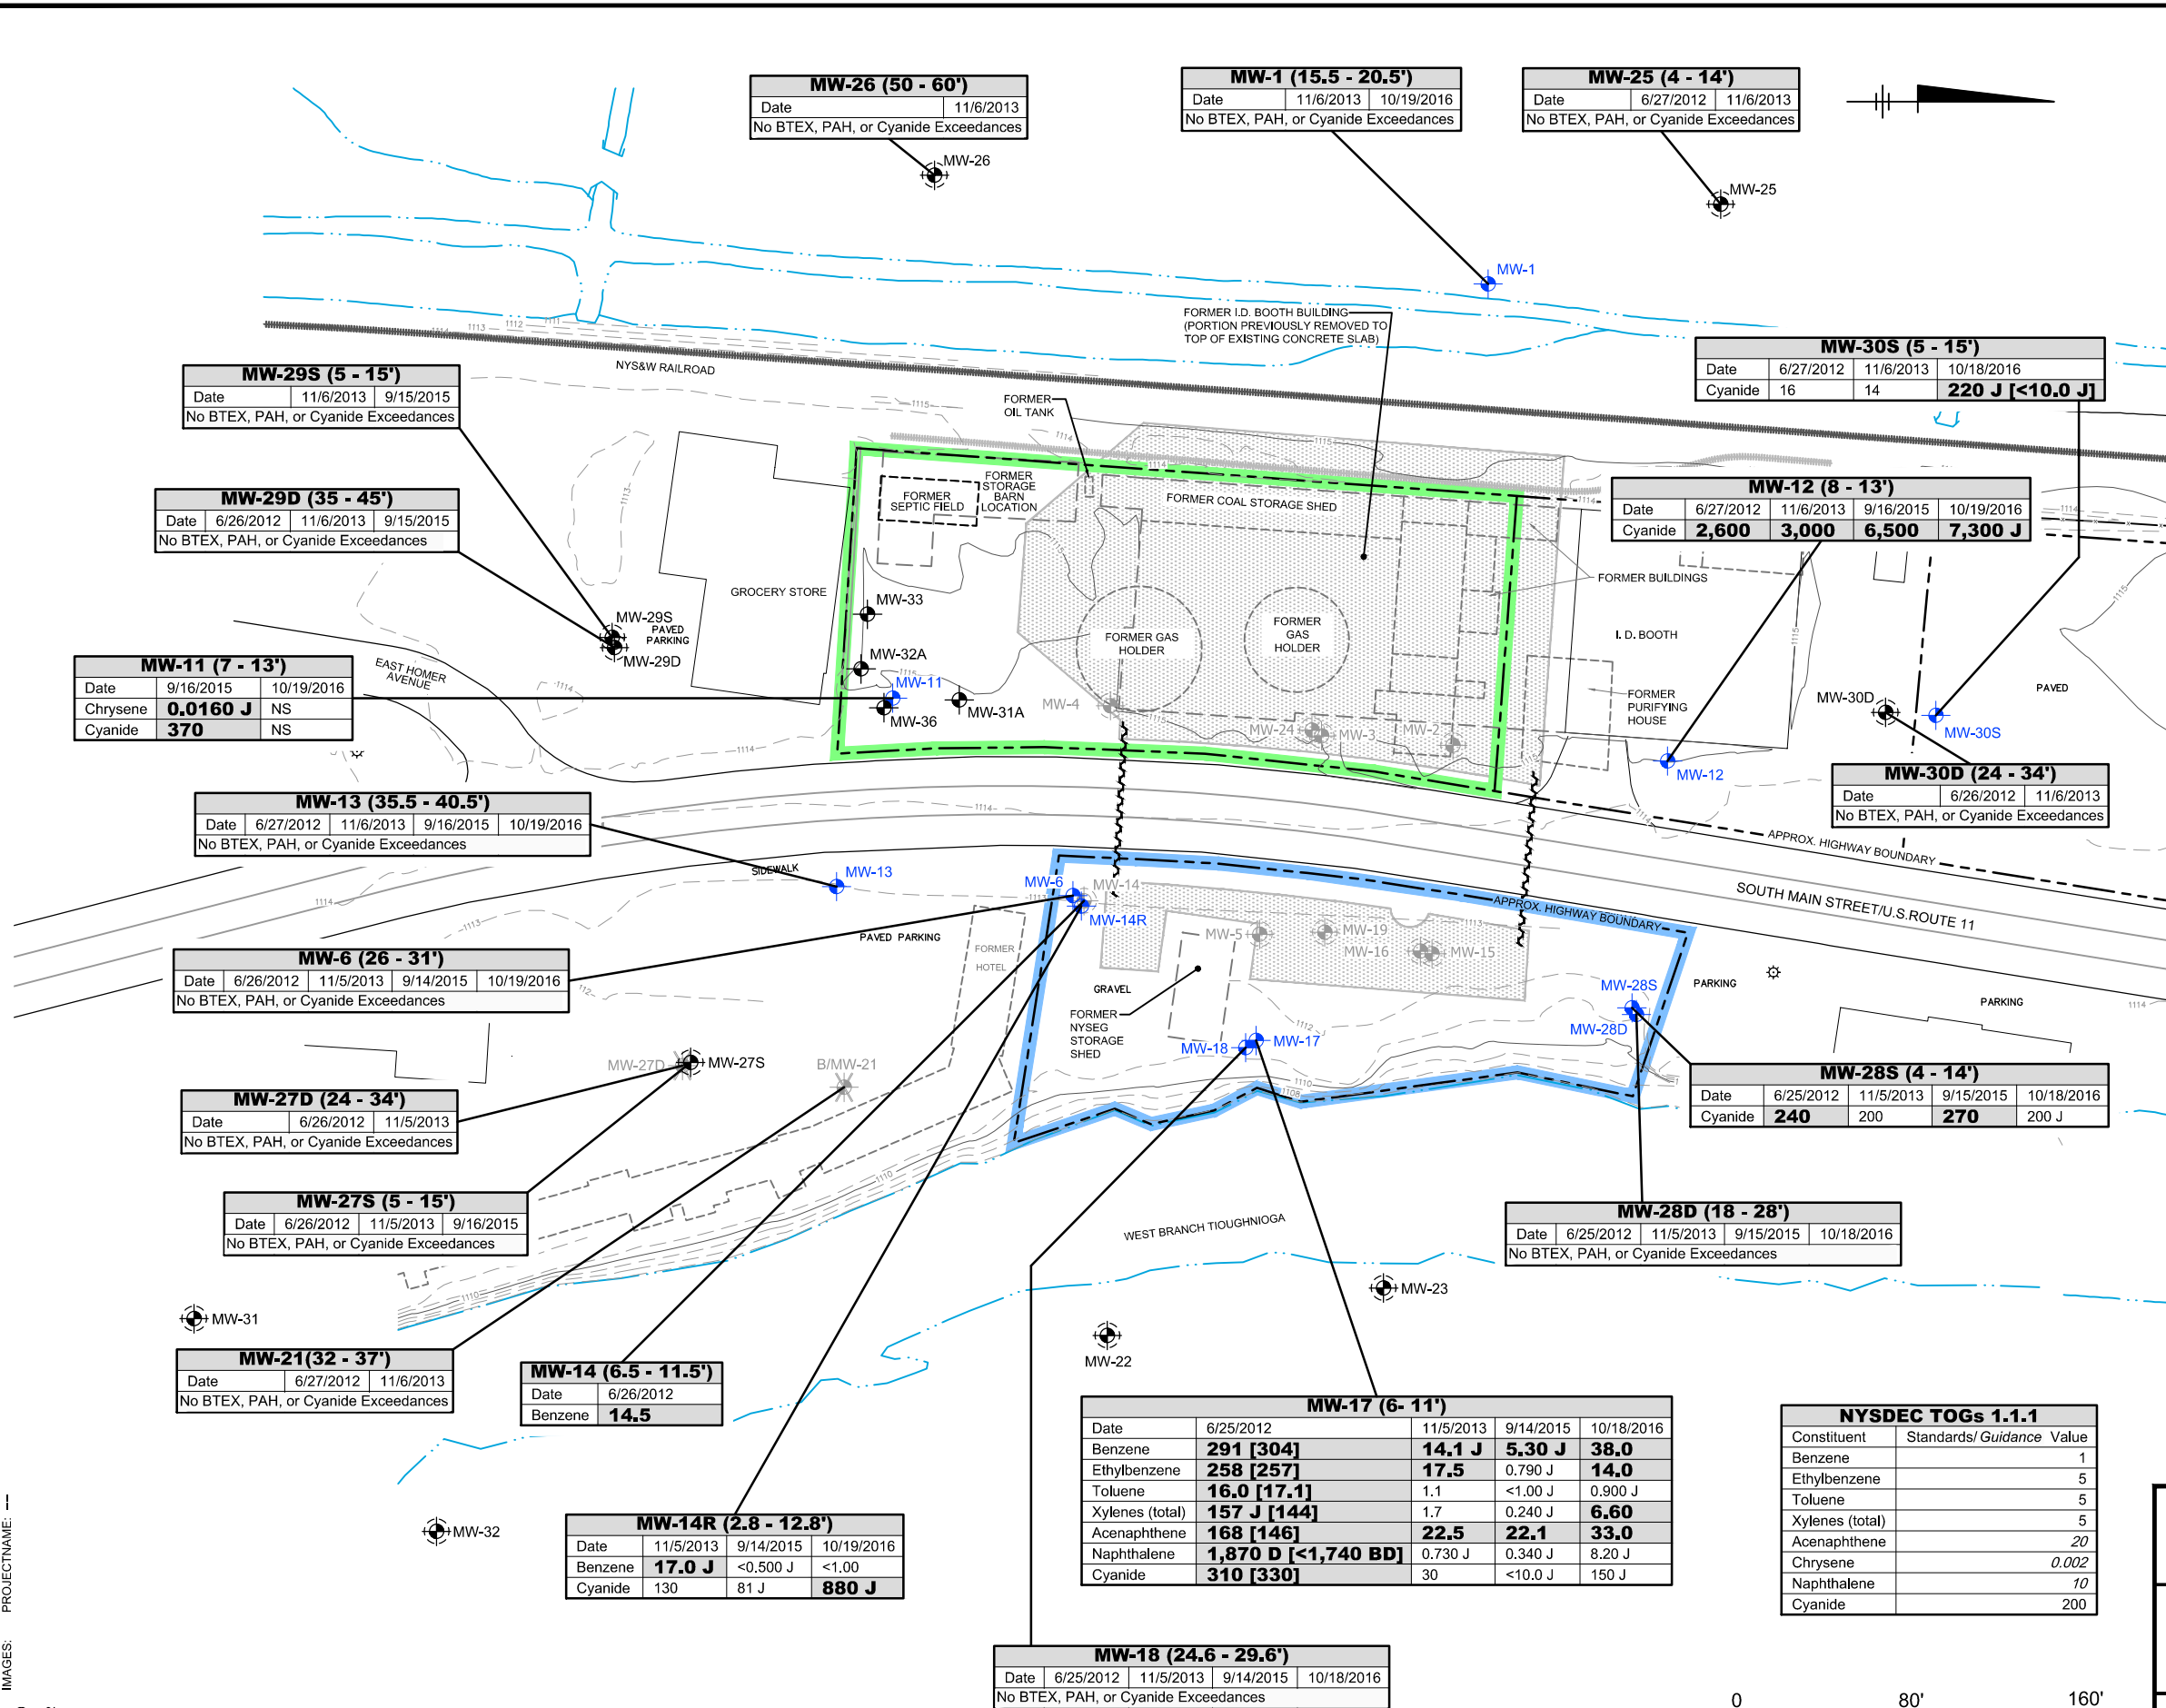 MW-26 (50 - 60')
Date 11/6/2013
No BTEX, PAH, or Cyanide Exceedances
MW-1 (15.5 - 20.5')
Date 11/6/2013 10/19/2016
No BTEX, PAH, or Cyanide Exceedances
MW-25 (4 - 14')
Date 6/27/2012 11/6/2013
No BTEX, PAH, or Cyanide Exceedances
MW-26
MW-25
MW-1
FORMER I.D. BOOTH BUILDING
(PORTION PREVIOUSLY REMOVED TO
TOP OF EXISTING CONCRETE SLAB)
1114 1113 1112 1111
NYS&W RAILROAD
MW-30S (5 - 15')
Date 6/27/2012 11/6/2013 10/18/2016
Cyanide 16 14 220 J [<10.0 J]
MW-29S (5 - 15')
Date 11/6/2013 9/15/2015
No BTEX, PAH, or Cyanide Exceedances
FORMER
OIL TANK
1115
1114
1115
1114
MW-29D (35 - 45')
Date 6/26/2012 11/6/2013 9/15/2015
No BTEX, PAH, or Cyanide Exceedances
1113
FORMER
SEPTIC FIELD
FORMER
STORAGE
BARN
LOCATION
FORMER COAL STORAGE SHED
1114
MW-12 (8 - 13')
Date 6/27/2012 11/6/2013 9/16/2015 10/19/2016
Cyanide 2,600 3,000 6,500 7,300 J
1114
1115
GROCERY STORE
FORMER BUILDINGS
1115
MW-33
MW-29S
PAVED
PARKING
MW-29D
FORMER GAS
HOLDER
FORMER
GAS
HOLDER
I. D. BOOTH
1115
MW-11 (7 - 13')
Date 9/16/2015 10/19/2016
Chrysene 0.0160 J NS
Cyanide 370 NS
EAST HOMER
AVENUE
MW-32A
1115
MW-11
MW-36
MW-31A
MW-4
1115
MW-24
MW-3
MW-2
FORMER
PURIFYING
HOUSE
MW-30D
MW-30S
PAVED
1114
1114
MW-12
MW-30D (24 - 34')
Date 6/26/2012 11/6/2013
No BTEX, PAH, or Cyanide Exceedances
MW-13 (35.5 - 40.5')
Date 6/27/2012 11/6/2013 9/16/2015 10/19/2016
No BTEX, PAH, or Cyanide Exceedances
1114
1114
APPROX. HIGHWAY BOUNDARY
SIDEWALK
MW-13
MW-6
MW-14
1113
MW-14R
SOUTH MAIN STREET/U.S.ROUTE 11
APPROX. HIGHWAY BOUNDARY
1114
1113
PAVED PARKING
FORMER
HOTEL
MW-5
MW-19
MW-16
MW-15
1113
MW-6 (26 - 31')
Date 6/26/2012 11/5/2013 9/14/2015 10/19/2016
No BTEX, PAH, or Cyanide Exceedances
1112
GRAVEL
FORMER
NYSEG
STORAGE
SHED
MW-28S
MW-28D
PARKING
PARKING
1114
1112
MW-18
MW-17
1110
1108
MW-27D
MW-27S
B/MW-21
MW-28S (4 - 14')
Date 6/25/2012 11/5/2013 9/15/2015 10/18/2016
Cyanide 240 200 270 200 J
MW-27D (24 - 34')
Date 6/26/2012 11/5/2013
No BTEX, PAH, or Cyanide Exceedances
1110
MW-27S (5 - 15')
Date 6/26/2012 11/5/2013 9/16/2015
No BTEX, PAH, or Cyanide Exceedances
WEST BRANCH TIOUGHNIOGA
MW-28D (18 - 28')
Date 6/25/2012 11/5/2013 9/15/2015 10/18/2016
No BTEX, PAH, or Cyanide Exceedances
1110
MW-31
MW-23
MW-22
MW-21(32 - 37')
Date 6/27/2012 11/6/2013
No BTEX, PAH, or Cyanide Exceedances
MW-14 (6.5 - 11.5')
Date 6/26/2012
Benzene 14.5
MW-17 (6- 11')
Date 6/25/2012 11/5/2013 9/14/2015 10/18/2016
Benzene 291 [304] 14.1 J 5.30 J 38.0
Ethylbenzene 258 [257] 17.5 0.790 J 14.0
Toluene 16.0 [17.1] 1.1 <1.00 J 0.900 J
Xylenes (total) 157 J [144] 1.7 0.240 J 6.60
Acenaphthene 168 [146] 22.5 22.1 33.0
Naphthalene 1,870 D [<1,740 BD] 0.730 J 0.340 J 8.20 J
Cyanide 310 [330] 30 <10.0 J 150 J
NYSDEC TOGs 1.1.1
Constituent Standards/ Guidance Value
Benzene 1
Ethylbenzene 5
Toluene 5
Xylenes (total) 5
Acenaphthene 20
Chrysene 0.002
Naphthalene 10
Cyanide 200
MW-32
MW-14R (2.8 - 12.8')
Date 11/5/2013 9/14/2015 10/19/2016
Benzene 17.0 J <0.500 J <1.00
Cyanide 130 81 J 880 J
MW-18 (24.6 - 29.6')
Date 6/25/2012 11/5/2013 9/14/2015 10/18/2016
No BTEX, PAH, or Cyanide Exceedances
0 80' 160'
IMAGES: PROJECTNAME: ---